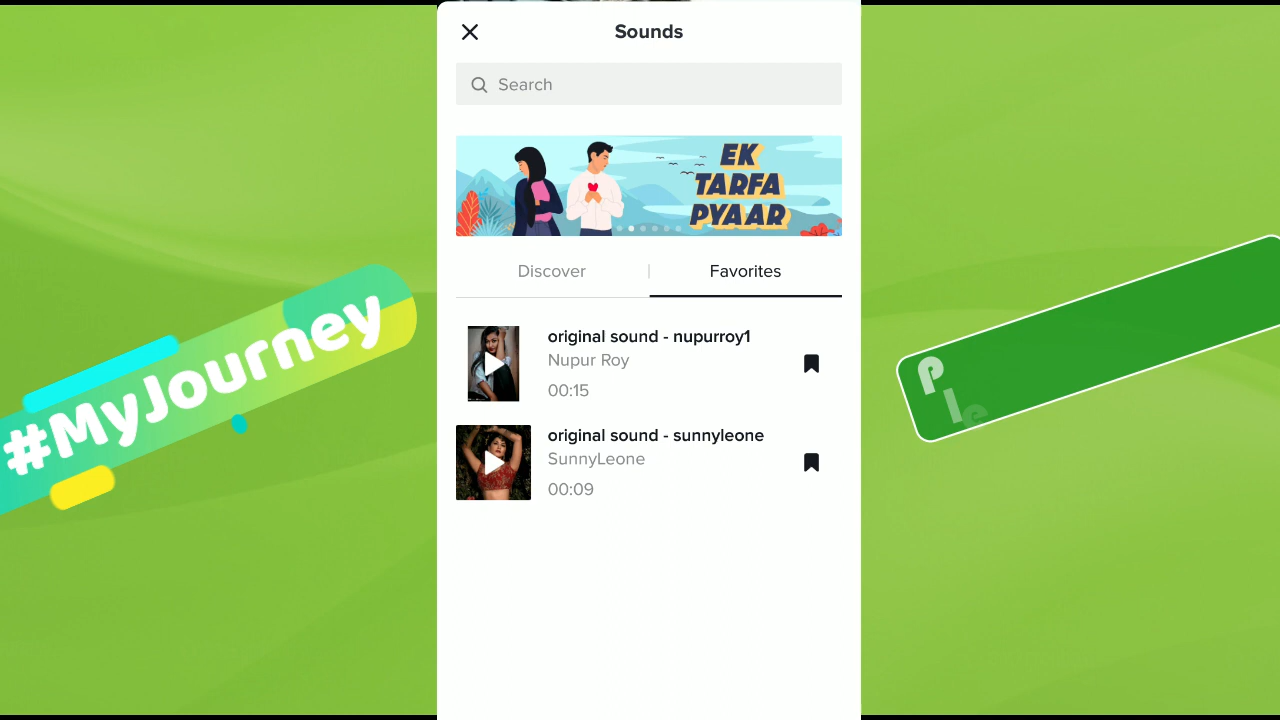 Sounds
Search
EK
TARFA
PYAAR
Discover
Favorites
original sound - nupurroy1
Nupur Roy
00:15
original sound - sunnyleone
SunnyLeone
00:09
#MyJourney
Ple